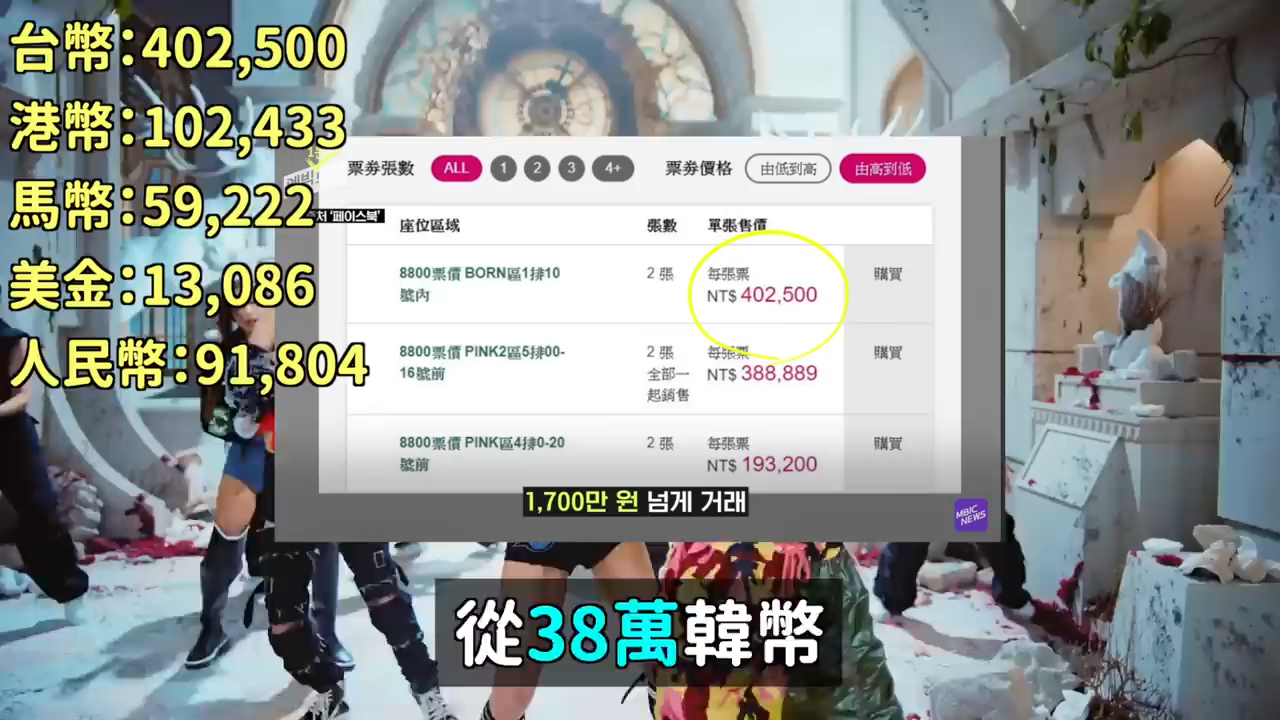 台幣：402,500
港幣：102,433
馬幣：59,222
美金：13,086
人民幣：91,804
처 '페이스북'
票券張數 ALL 1 2 3 4+ 票券價格 由低到高 由高到低
座位區域 張數 單張售價
8800票價 BORN區1排10
號內
2 張
每張票
NT$ 402,500
購買
8800票價 PINK2區5排00-
16號前
2 張
全部一
起銷售
每張票
NT$ 388,889
購買
8800票價 PINK區4排0-20
號前
2 張
每張票
NT$ 193,200
購買
1,700만 원 넘게 거래
MBIC
NEWS
從38萬韓幣